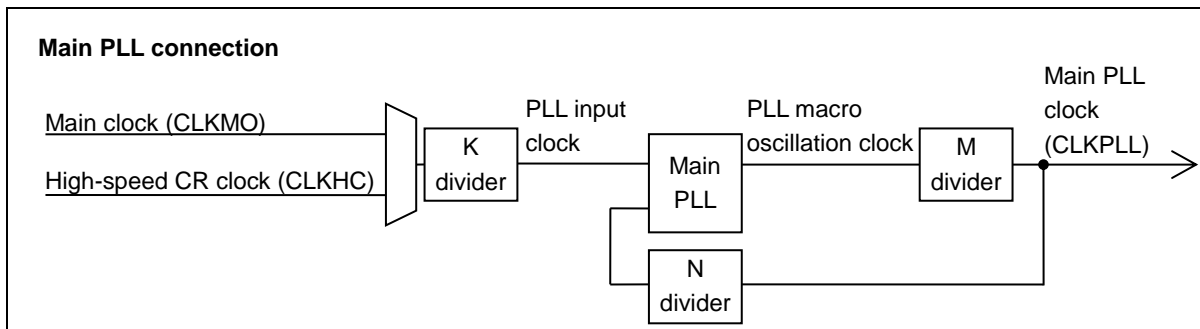 Main PLL connection
Main clock (CLKMO)
High-speed CR clock (CLKHC)
K
divider
PLL input
clock
Main
PLL
PLL macro
oscillation clock
M
divider
Main PLL
clock
(CLKPLL)
N
divider